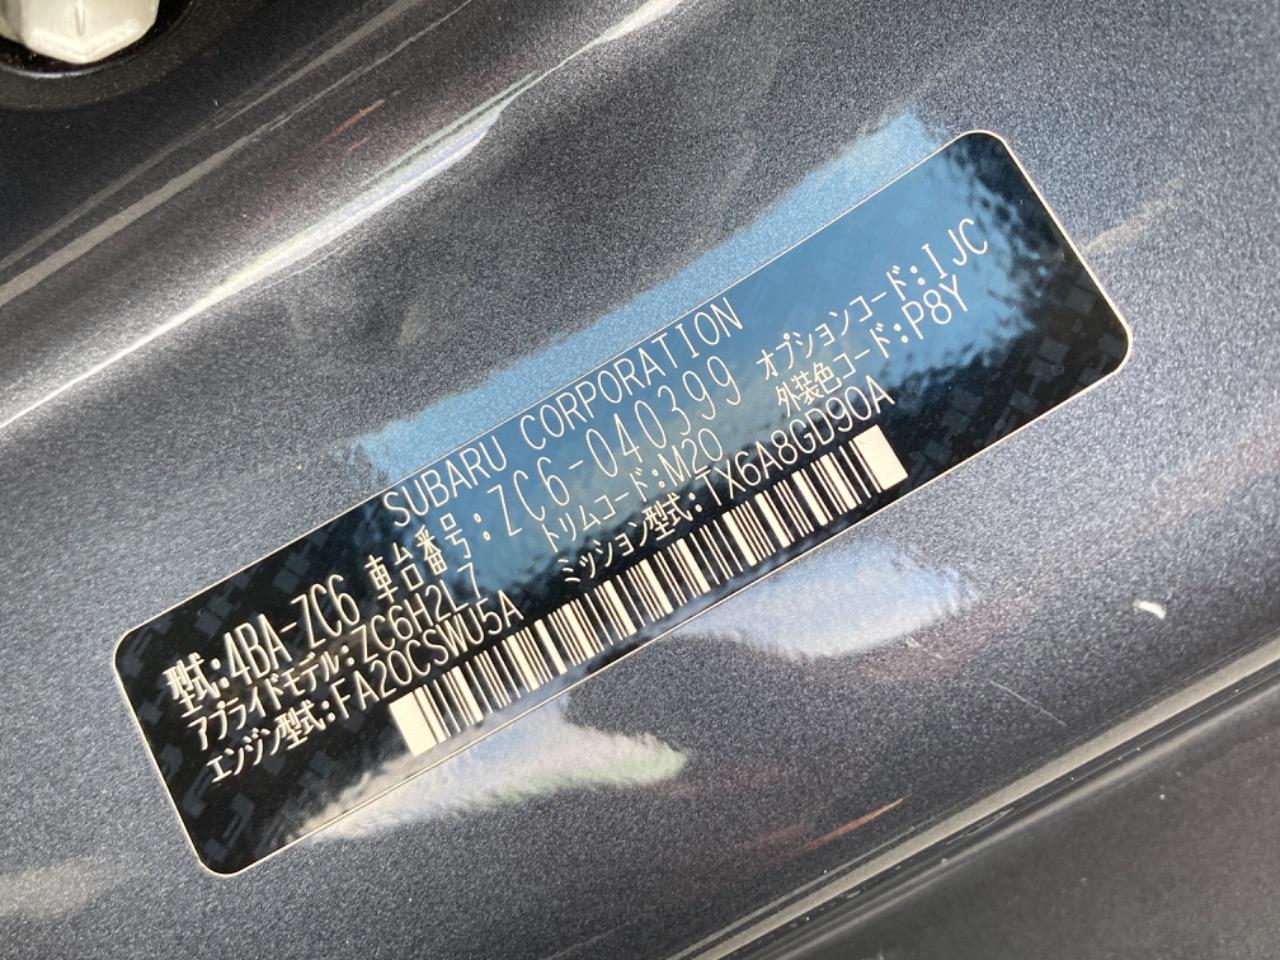 SUBARU CORPORATION
型式:4BA-ZC6 車台番号:ZC6-040399 オプションコード:IJC
アプライドモデル:ZC6H2L7 トリムコード:M20 外装色コード:P8Y
エンジン型式:FA20CSWU5A ミッション型式:TX6A8GD90A